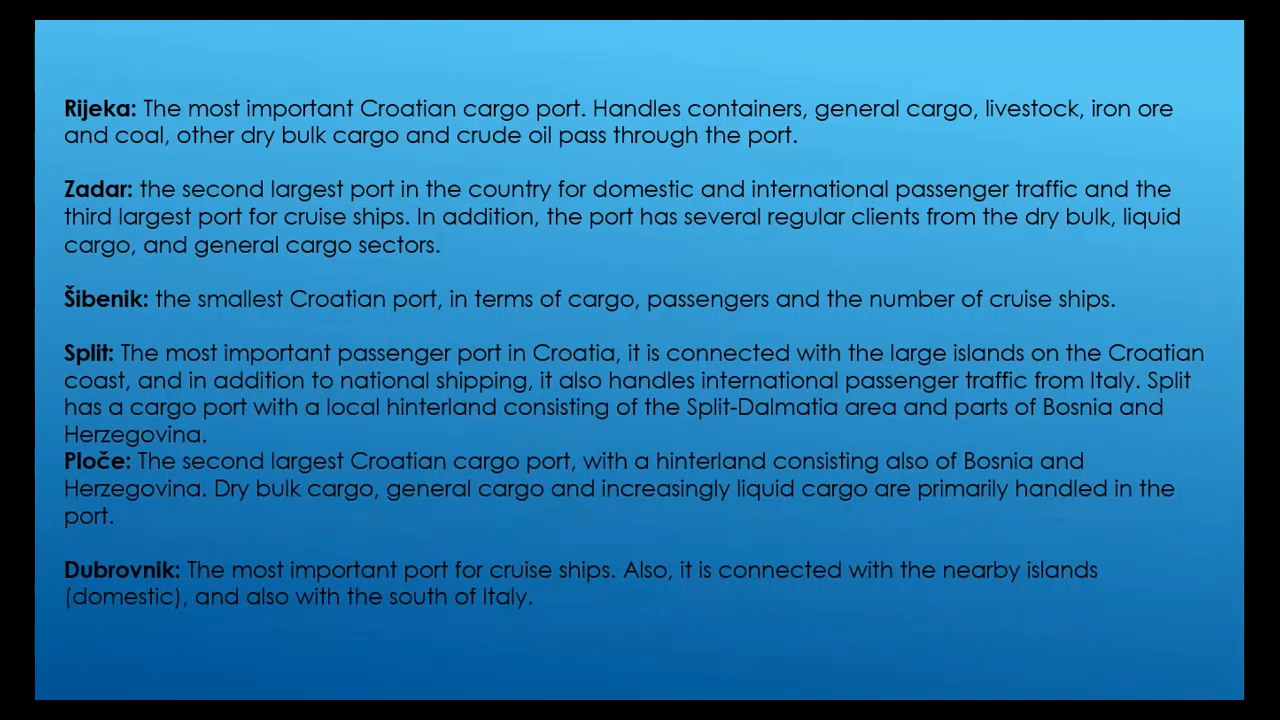 Rijeka: The most important Croatian cargo port. Handles containers, general cargo, livestock, iron ore
and coal, other dry bulk cargo and crude oil pass through the port.
Zadar: the second largest port in the country for domestic and international passenger traffic and the
third largest port for cruise ships. In addition, the port has several regular clients from the dry bulk, liquid
cargo, and general cargo sectors.
Šibenik: the smallest Croatian port, in terms of cargo, passengers and the number of cruise ships.
Split: The most important passenger port in Croatia, it is connected with the large islands on the Croatian
coast, and in addition to national shipping, it also handles international passenger traffic from Italy. Split
has a cargo port with a local hinterland consisting of the Split-Dalmatia area and parts of Bosnia and
Herzegovina.
Ploče: The second largest Croatian cargo port, with a hinterland consisting also of Bosnia and
Herzegovina. Dry bulk cargo, general cargo and increasingly liquid cargo are primarily handled in the
port.
Dubrovnik: The most important port for cruise ships. Also, it is connected with the nearby islands
(domestic), and also with the south of Italy.